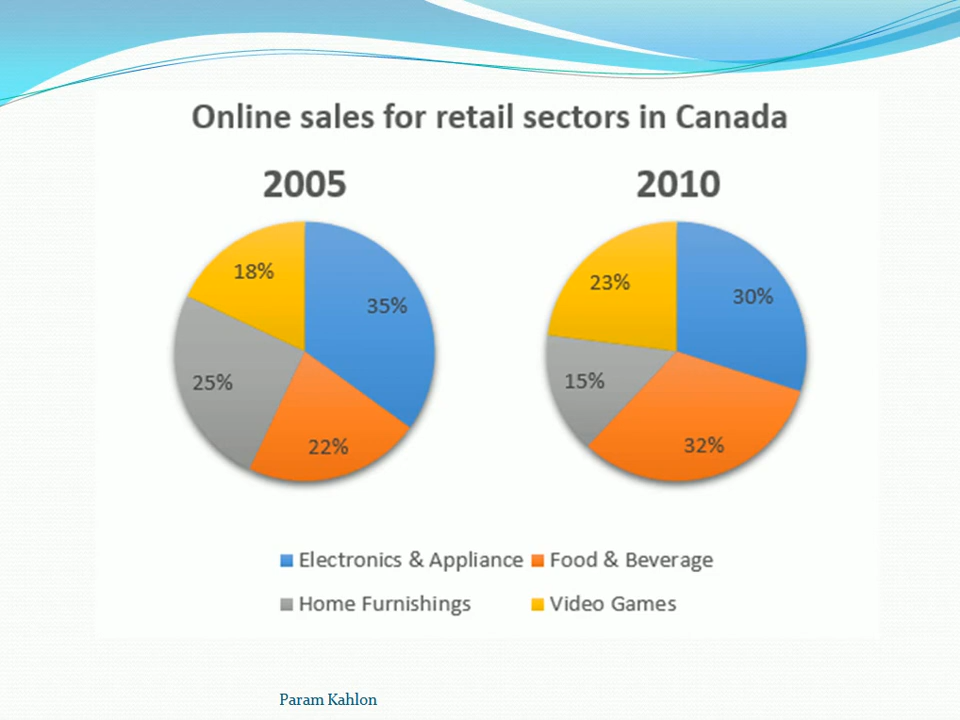 Online sales for retail sectors in Canada
2005 2010
18% 35% 25% 22%
23% 30% 15% 32%
Electronics & Appliance Food & Beverage
Home Furnishings Video Games
Param Kahlon